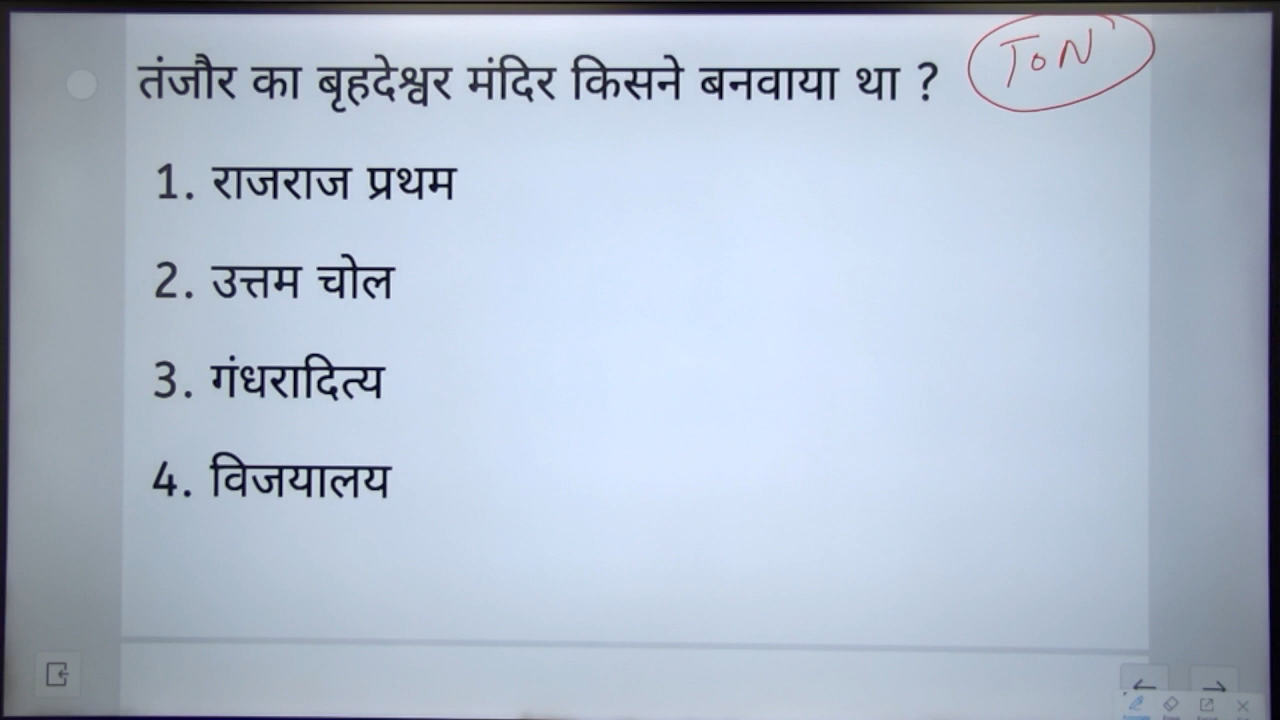 तंजौर का बृहदेश्वर मंदिर किसने बनवाया था ?
TON
1. राजराज प्रथम
2. उत्तम चोल
3. गंधरादित्य
4. विजयालय